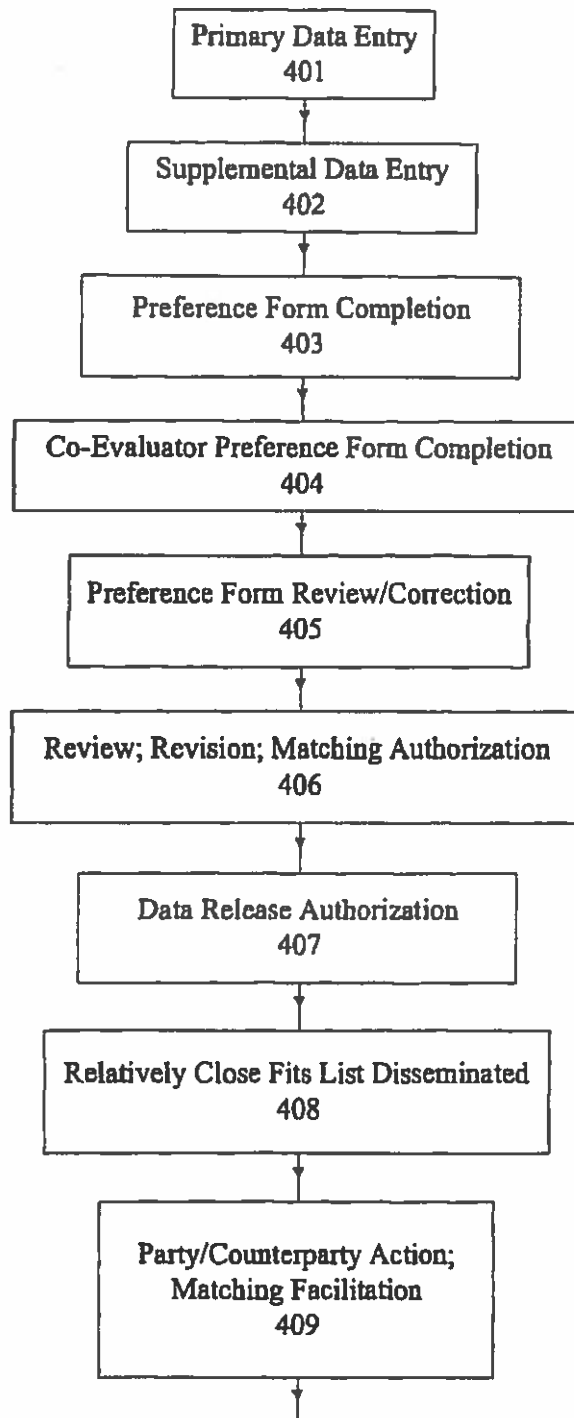 Primary Data Entry
401
Supplemental Data Entry
402
Preference Form Completion
403
Co-Evaluator Preference Form Completion
404
Preference Form Review/Correction
405
Review; Revision; Matching Authorization
406
Data Release Authorization
407
Relatively Close Fits List Disseminated
408
Party/Counterparty Action;
Matching Facilitation
409